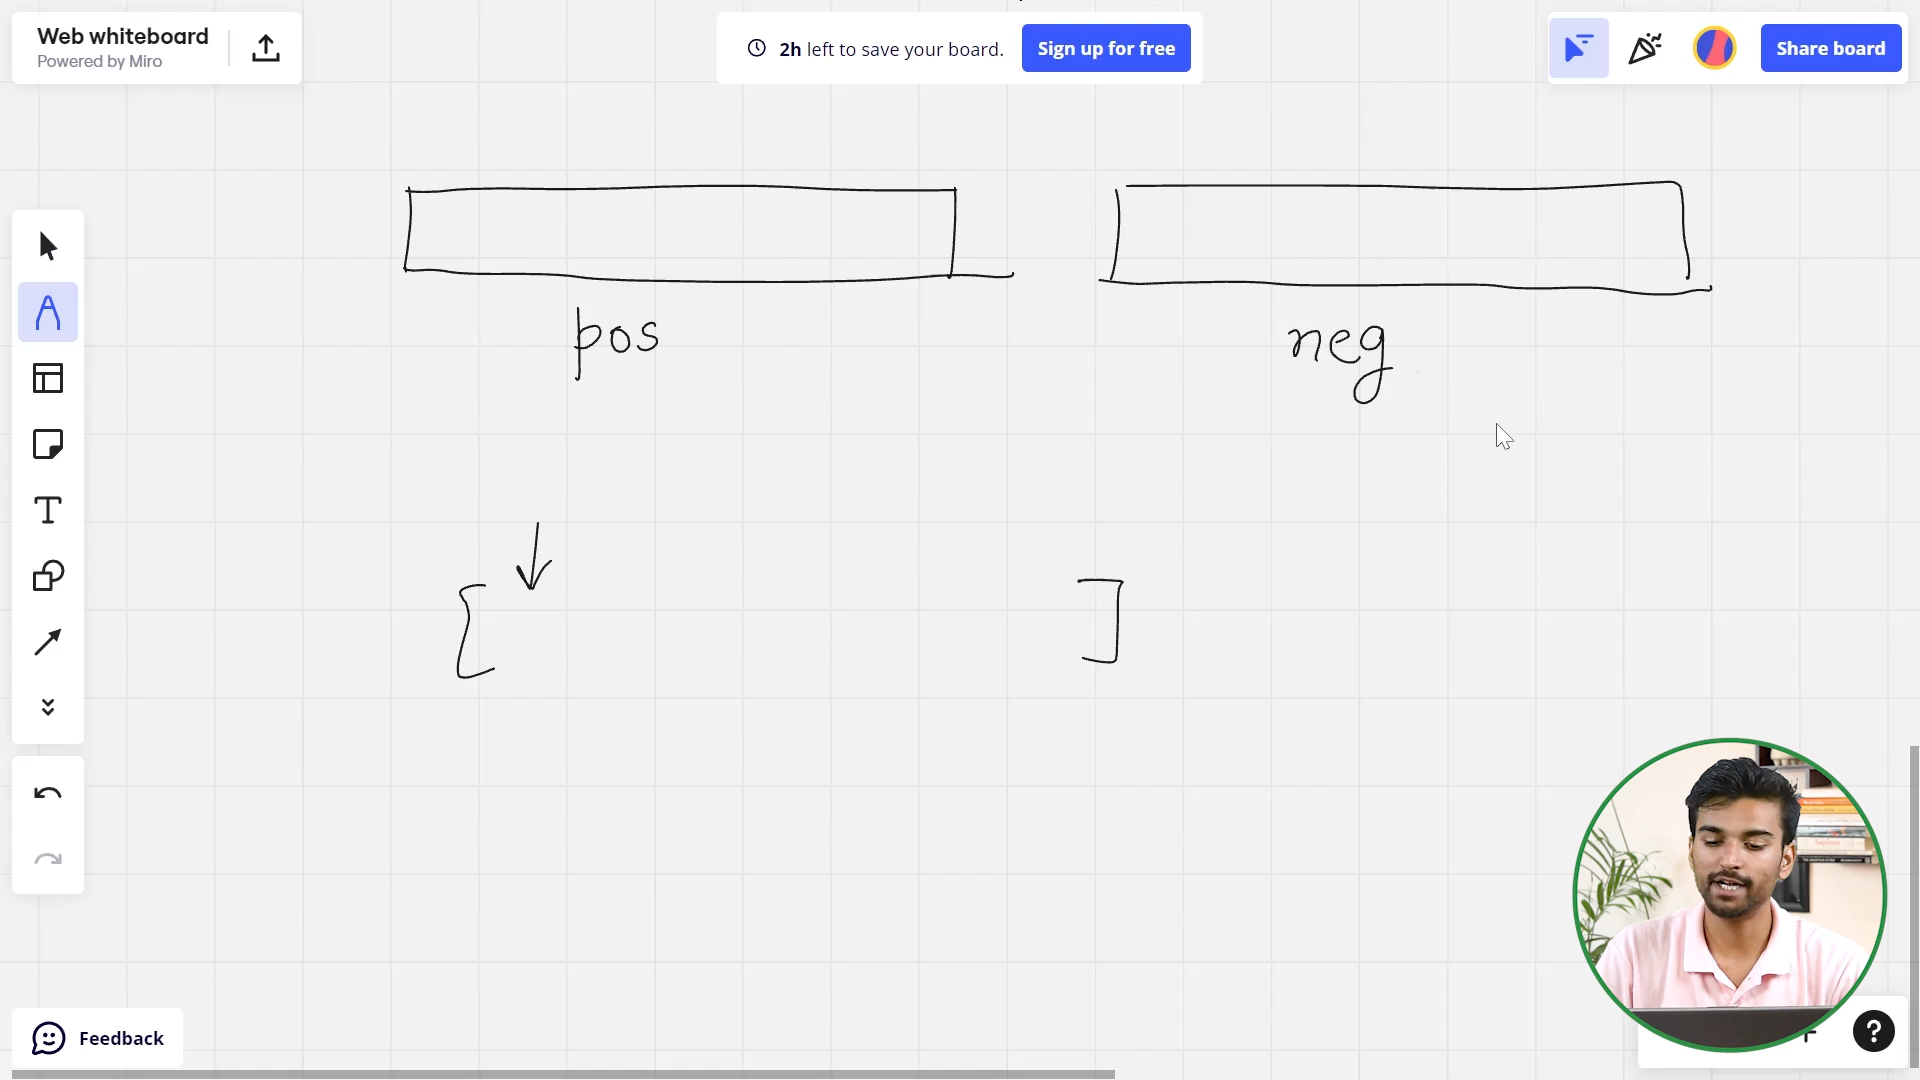 Web whiteboard
Powered by Miro
2h left to save your board.
Sign up for free
Share board
pos
neg
[ ]
Feedback